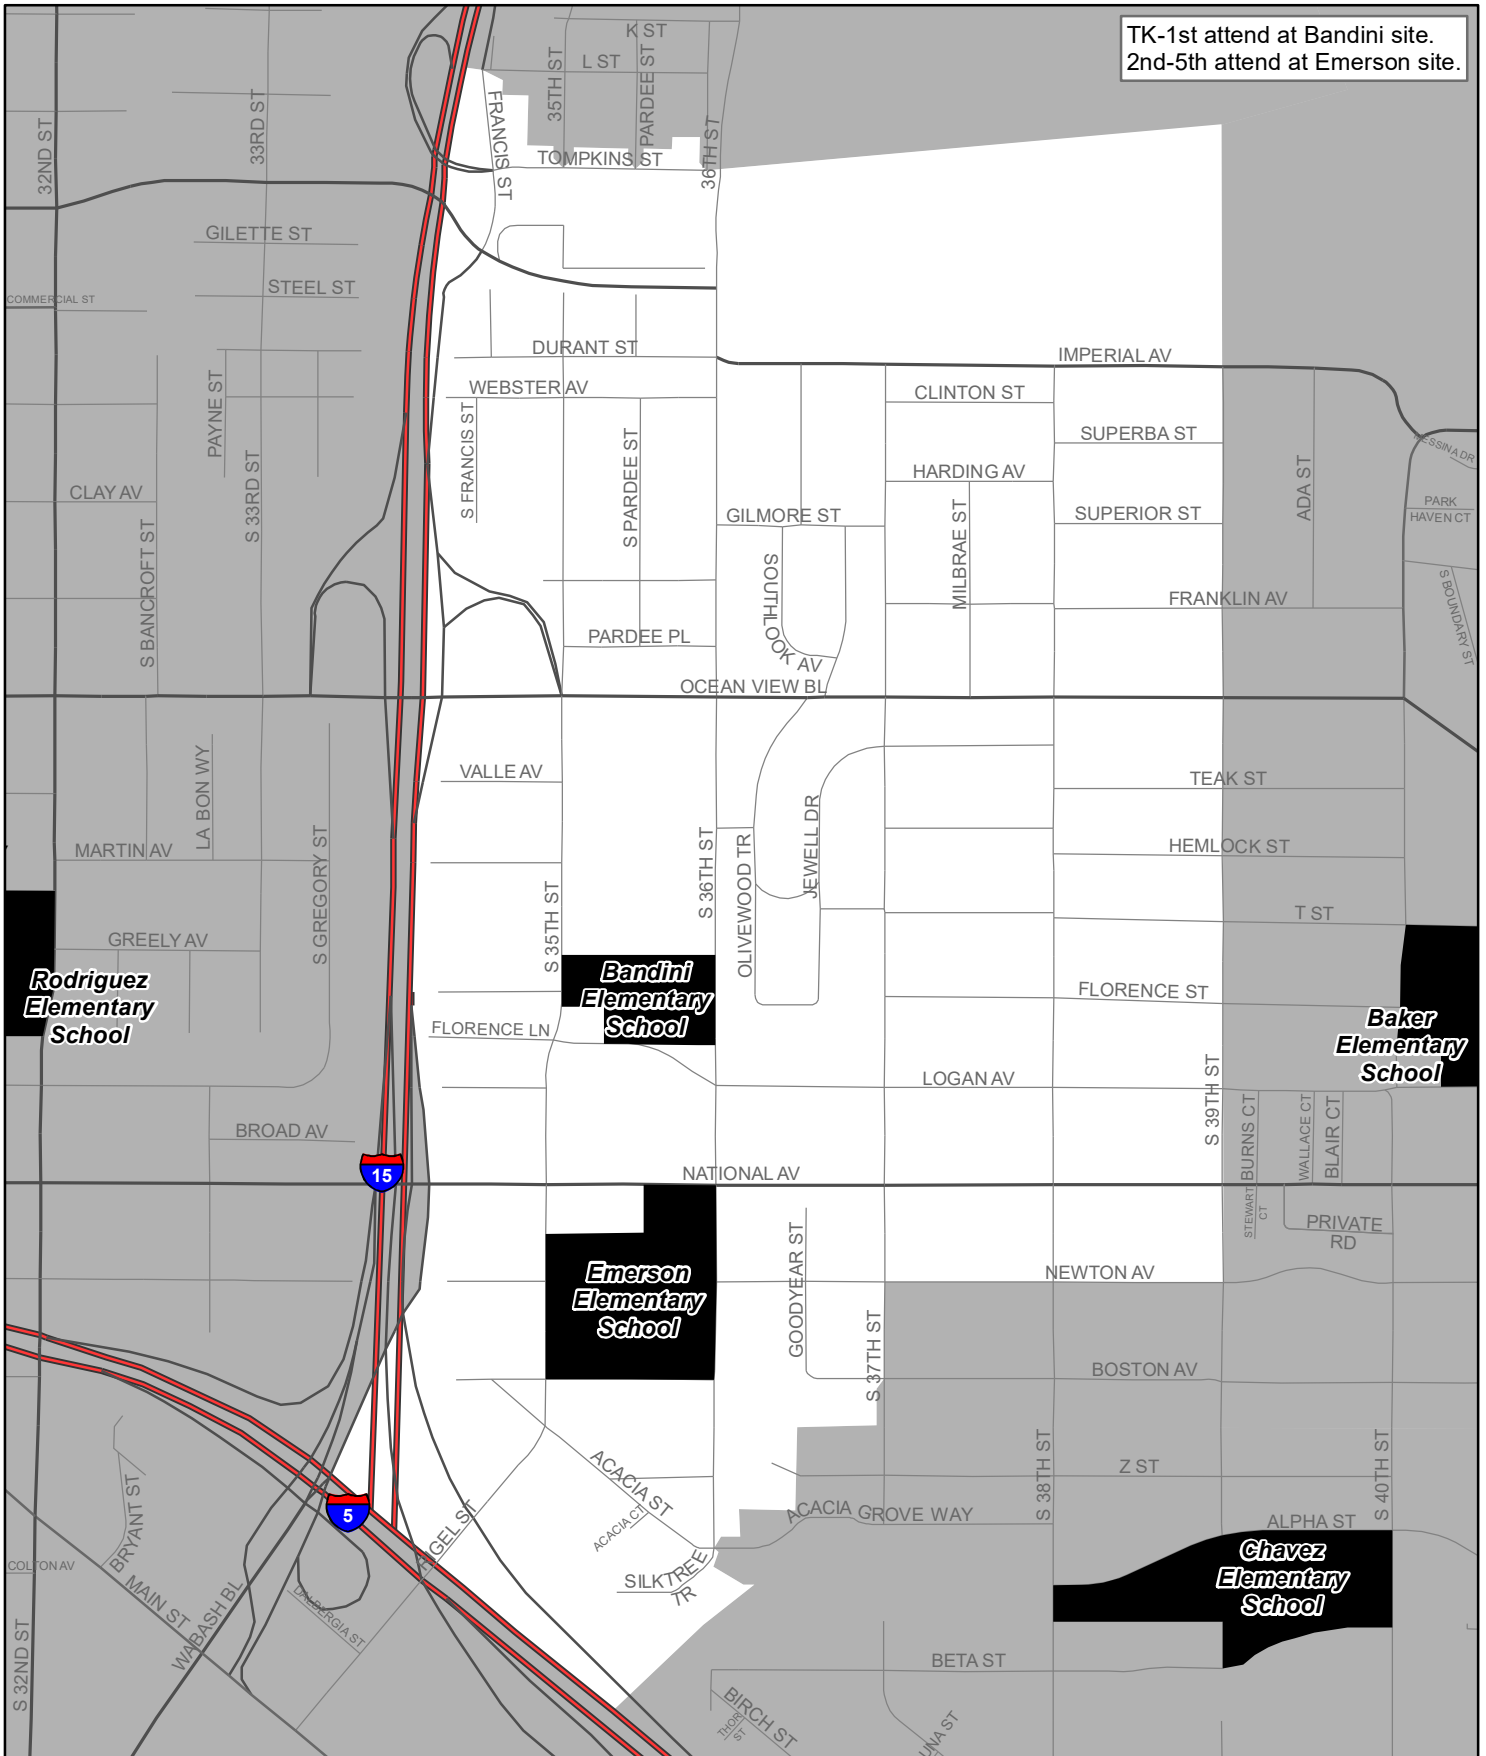 TK-1st attend at Bandini site.
2nd-5th attend at Emerson site.
K ST
L ST
35TH ST
PARDEE ST
36TH ST
FRANCIS ST
33RD ST
32ND ST
TOMPKINS ST
GILETTE ST
STEEL ST
COMMERCIAL ST
DURANT ST
IMPERIAL AV
WEBSTER AV
CLINTON ST
PAYNE ST
S FRANCIS ST
S PARDEE ST
SUPERBA ST
MESSINA DR
HARDING AV
CLAY AV
S 33RD ST
ADA ST
PARK
HAVEN CT
GILMORE ST
SUPERIOR ST
S BANCROFT ST
SOUTHLOOK AV
MILBRAE ST
FRANKLIN AV
S BOUNDARY ST
PARDEE PL
OCEAN VIEW BL
VALLE AV
TEAK ST
LA BON WY
JEWELL DR
MARTIN AV
HEMLOCK ST
S GREGORY ST
S 35TH ST
S 36TH ST
OLIVEWOOD TR
T ST
GREELY AV
Rodriguez
Elementary
School
Bandini
Elementary
School
FLORENCE ST
FLORENCE LN
Baker
Elementary
School
LOGAN AV
S 39TH ST
BURNS CT
WALLACE CT
BLAIR CT
BROAD AV
15
NATIONAL AV
STEWART
CT
PRIVATE
RD
GOODYEAR ST
Emerson
Elementary
School
NEWTON AV
S 37TH ST
BOSTON AV
ACACIA ST
S 38TH ST
Z ST
S 40TH ST
BRYANT ST
5
RIGEL ST
ACACIA CT
ACACIA GROVE WAY
ALPHA ST
Chavez
Elementary
School
COLTON AV
MAIN ST
WABASH BL
DALBERGIA ST
SILKTREE
TR
S 32ND ST
BETA ST
BIRCH ST
THOR
ST
UNA ST